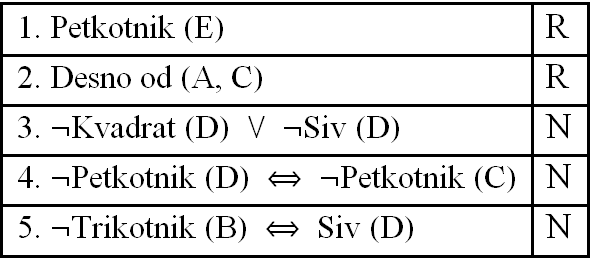 1. Petkotnik (E) R
2. Desno od (A, C) R
3. ¬Kvadrat (D) ∨ ¬Siv (D) N
4. ¬Petkotnik (D) ⇔ ¬Petkotnik (C) N
5. ¬Trikotnik (B) ⇔ Siv (D) N